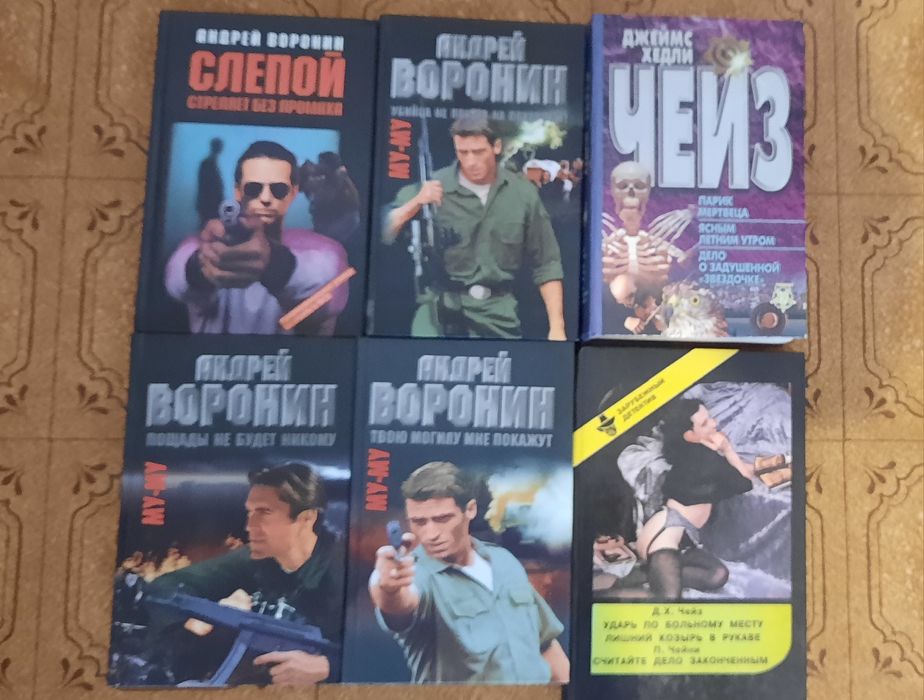 АНДРЕЙ ВОРОНИН
СЛЕПОЙ
СТРЕЛЯЕТ БЕЗ ПРОМАХА
АНДРЕЙ
ВОРОНИН
УБИЙЦА НЕ
МУ-МУ
ДЖЕЙМС
ХЕДЛИ
ЧЕЙЗ
ПАРИК
МЕРТВЕЦА
ЯСНЫМ
ЛЕТНИМ УТРОМ
ДЕЛО
О ЗАДУШЕННОЙ
«ЗВЕЗДОЧКЕ»
АНДРЕЙ
ВОРОНИН
ПОЩАДЫ НЕ БУДЕТ НИКОМУ
МУ-МУ
АНДРЕЙ
ВОРОНИН
ТВОЮ МОГИЛУ МНЕ ПОКАЖУТ
МУ-МУ
ЗАРУБЕЖНЫЙ
ДЕТЕКТИВ
Д.Х. Чейз
УДАРЬ ПО БОЛЬНОМУ МЕСТУ
ЛИШНИЙ КОЗЫРЬ В РУКАВЕ
П. Чейни
СЧИТАЙТЕ ДЕЛО ЗАКОНЧЕННЫМ